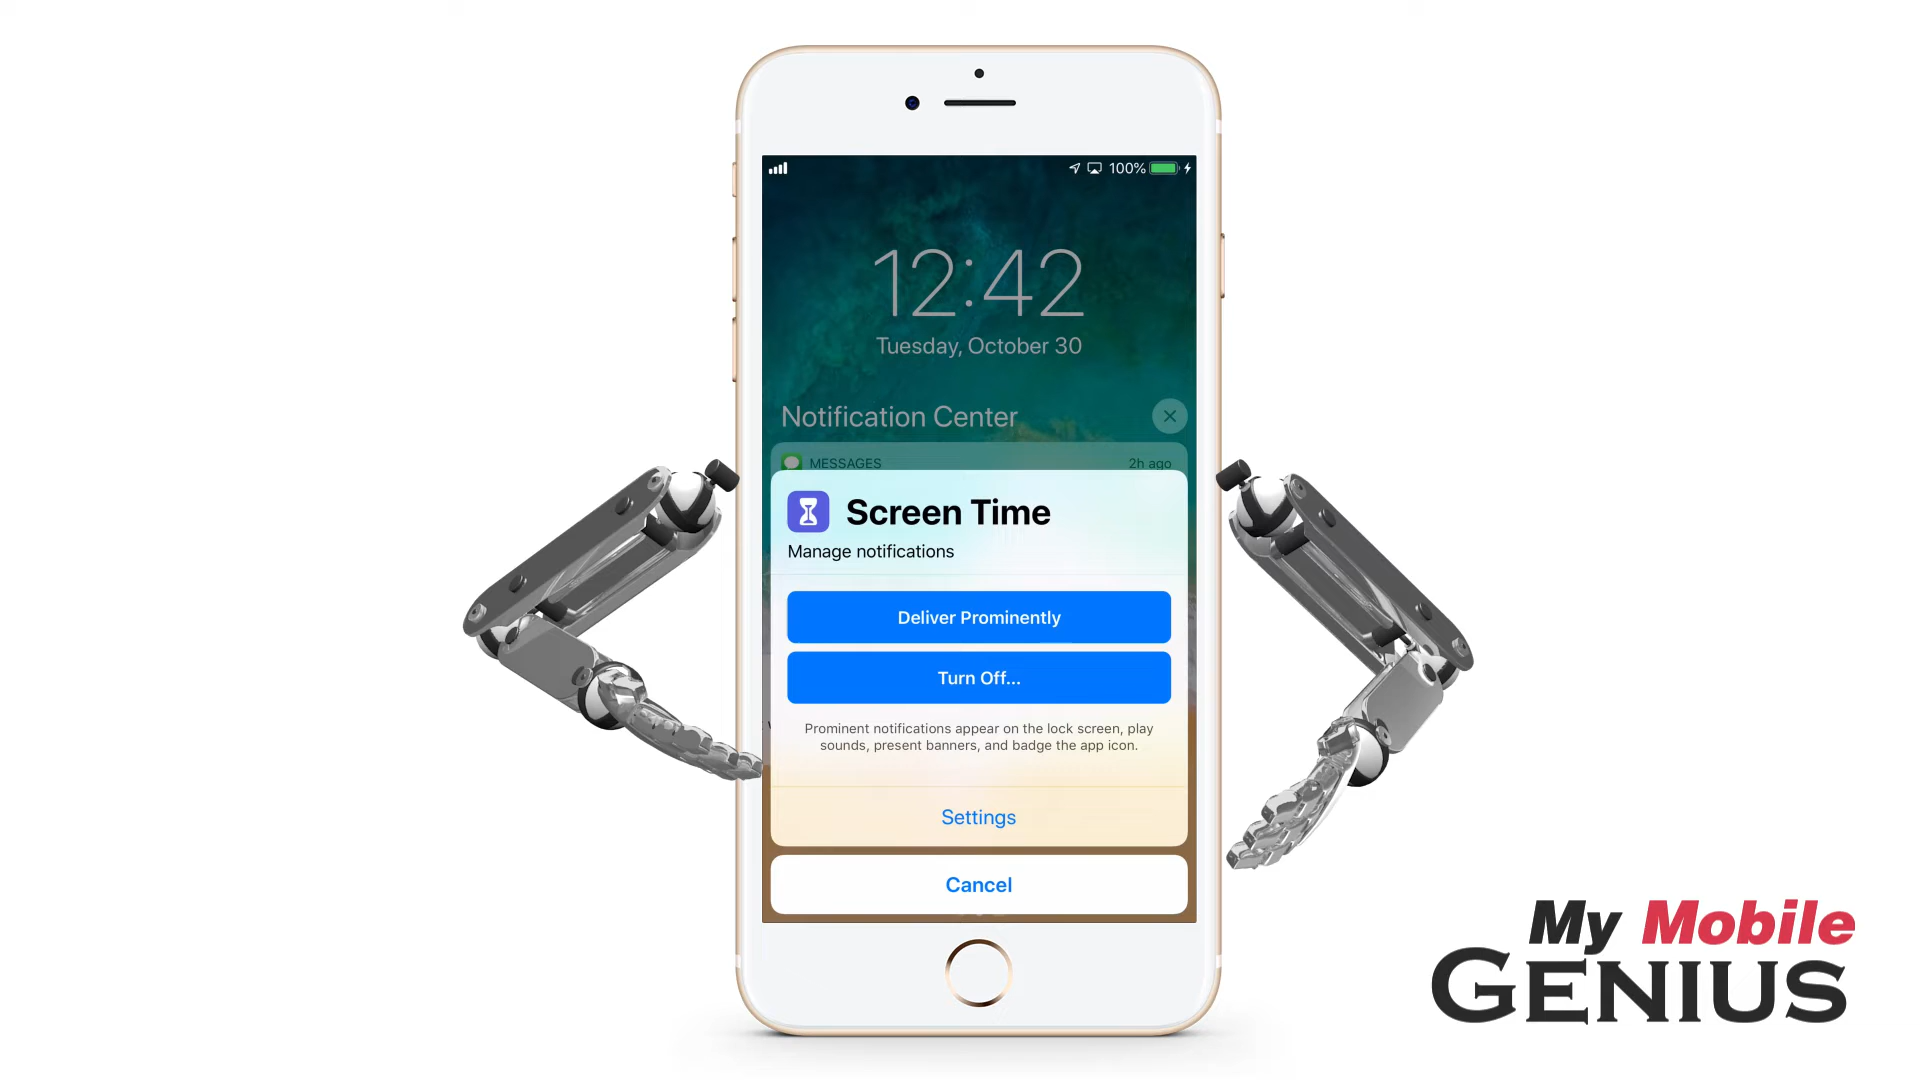 100%
12:42
Tuesday, October 30
Notification Center
MESSAGES 2h ago
Screen Time
Manage notifications
Deliver Prominently
Turn Off...
Prominent notifications appear on the lock screen, play
sounds, present banners, and badge the app icon.
Settings
Cancel
My Mobile
GENIUS